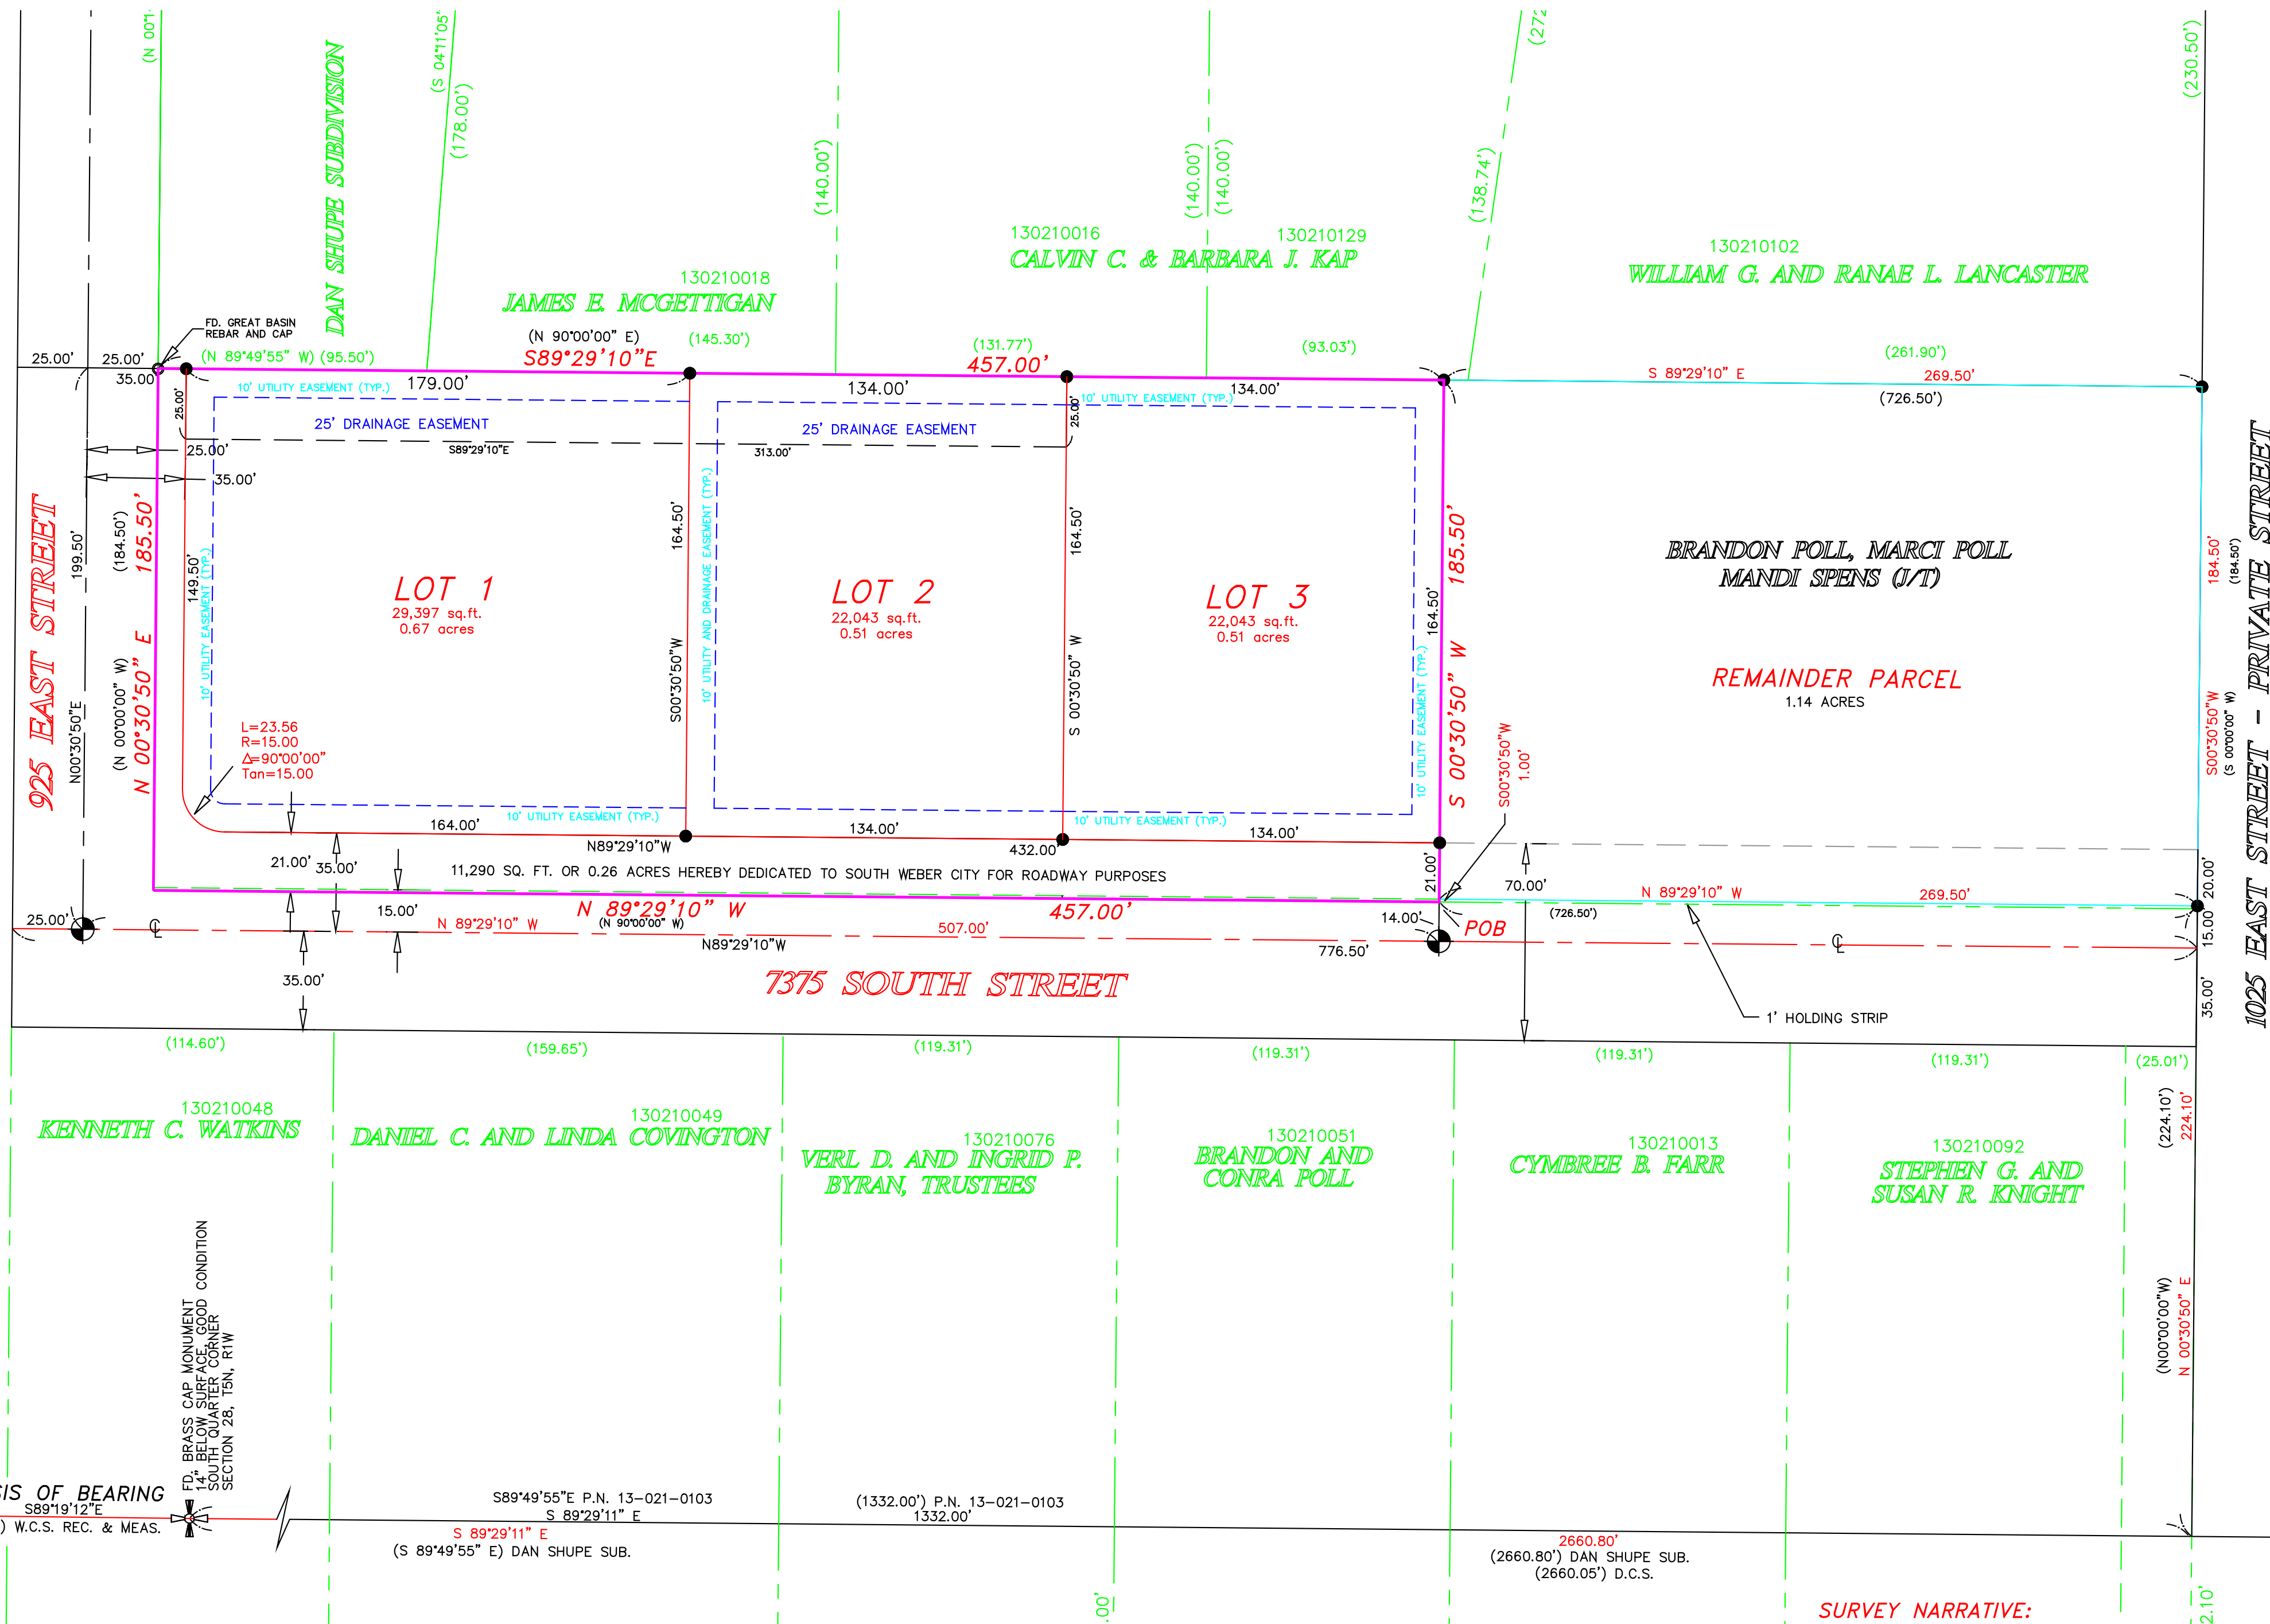 (N 00°1
DAN SHUPE SUBDIVISION
(S 04°11'05"
(178.00')
(140.00')
(140.00')
(140.00')
(138.74')
(272
(230.50')
130210018
JAMES E. MCGETTIGAN
(N 90°00'00" E)
(145.30')
S89°29'10"E
130210016
130210129
CALVIN C. & BARBARA J. KAP
(131.77')
457.00'
(93.03')
130210102
WILLIAM G. AND RANAE L. LANCASTER
(261.90')
FD. GREAT BASIN
REBAR AND CAP
25.00'
25.00'
35.00'
(N 89°49'55" W) (95.50')
10' UTILITY EASEMENT (TYP.)
179.00'
134.00'
134.00'
10' UTILITY EASEMENT (TYP.)
S 89°29'10" E
269.50'
(726.50')
25.00'
25' DRAINAGE EASEMENT
25' DRAINAGE EASEMENT
25.00'
S89°29'10"E
313.00'
25.00'
35.00'
925 EAST STREET
199.50'
N00°30'50"E
(184.50')
(N 00°00'00" W)
185.50'
N 00°30'50" E
149.50'
10' UTILITY EASEMENT (TYP.)
LOT 1
29,397 sq.ft.
0.67 acres
164.50'
S00°30'50"W
10' UTILITY AND DRAINAGE EASEMENT (TYP.)
LOT 2
22,043 sq.ft.
0.51 acres
164.50'
S 00°30'50" W
LOT 3
22,043 sq.ft.
0.51 acres
10' UTILITY EASEMENT (TYP.)
164.50'
185.50'
S 00°30'50" W
S00°30'50"W
1.00'
BRANDON POLL, MARCI POLL
MANDI SPENS (J/T)
REMAINDER PARCEL
1.14 ACRES
184.50'
(184.50')
S00°30'50"W
(S 00°00'00" W)
1025 EAST STREET - PRIVATE STREET
L=23.56
R=15.00
Δ=90°00'00"
Tan=15.00
164.00'
10' UTILITY EASEMENT (TYP.)
134.00'
10' UTILITY EASEMENT (TYP.)
134.00'
N89°29'10"W
432.00'
21.00'
35.00'
11,290 SQ. FT. OR 0.26 ACRES HEREBY DEDICATED TO SOUTH WEBER CITY FOR ROADWAY PURPOSES
21.00'
70.00'
N 89°29'10" W
269.50'
20.00'
25.00'
15.00'
N 89°29'10" W
457.00'
14.00'
(726.50')
N 89°29'10" W
(N 90°00'00" W)
507.00'
POB
15.00'
N89°29'10"W
776.50'
35.00'
7375 SOUTH STREET
1' HOLDING STRIP
35.00'
(114.60')
(159.65')
(119.31')
(119.31')
(119.31')
(119.31')
(25.01')
130210048
KENNETH C. WATKINS
130210049
DANIEL C. AND LINDA COVINGTON
130210076
VERL D. AND INGRID P.
BYRAN, TRUSTEES
130210051
BRANDON AND
CONRA POLL
130210013
CYMBREE B. FARR
130210092
STEPHEN G. AND
SUSAN R. KNIGHT
(224.10')
224.10'
(N00°00'00"W)
N 00°30'50" E
FD. BRASS CAP MONUMENT
14" BELOW SURFACE, GOOD CONDITION
SOUTH QUARTER CORNER
SECTION 28, T5N, R1W
SIS OF BEARING
S89°19'12"E
) W.C.S. REC. & MEAS.
S89°49'55"E P.N. 13-021-0103
(1332.00') P.N. 13-021-0103
S 89°29'11" E
1332.00'
S 89°29'11" E
(S 89°49'55" E) DAN SHUPE SUB.
2660.80'
(2660.80') DAN SHUPE SUB.
(2660.05') D.C.S.
.00'
SURVEY NARRATIVE:
2.10'